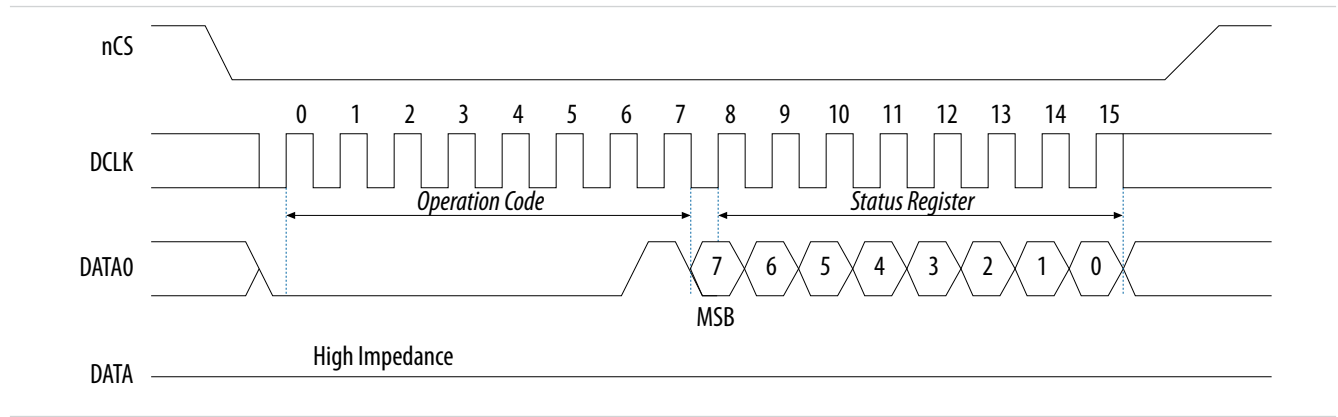 nCS
0 1 2 3 4 5 6 7 8 9 10 11 12 13 14 15
DCLK
Operation Code Status Register
DATA0 7 6 5 4 3 2 1 0
MSB
High Impedance
DATA